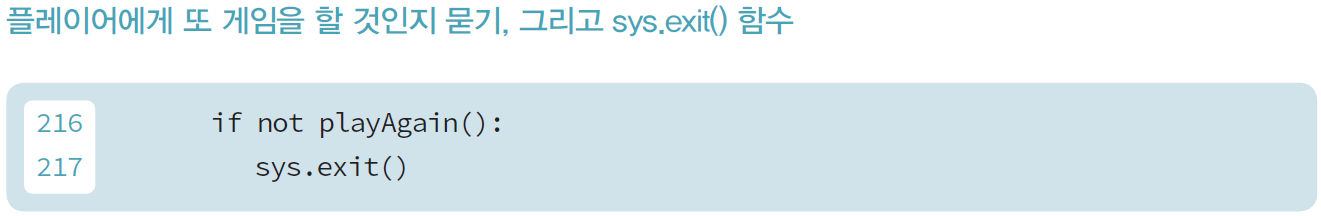 플레이어에게 또 게임을 할 것인지 묻기, 그리고 sys.exit() 함수
216 if not playAgain():
217 sys.exit()